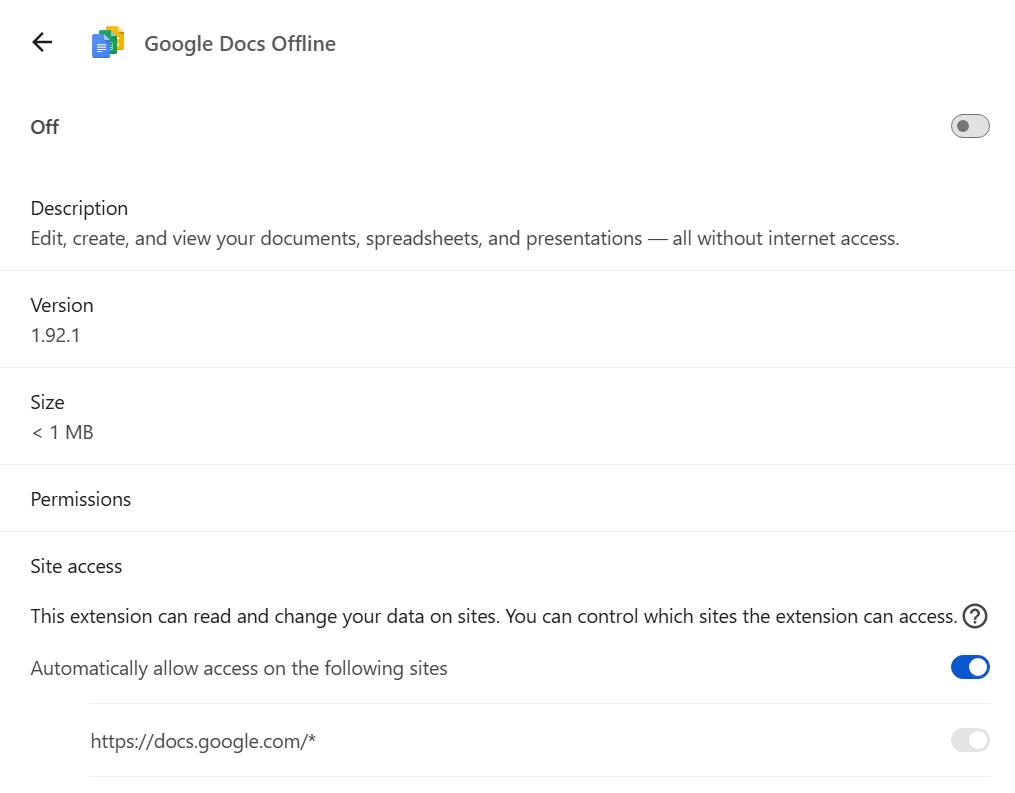 Google Docs Offline
Off
Description
Edit, create, and view your documents, spreadsheets, and presentations — all without internet access.
Version
1.92.1
Size
< 1 MB
Permissions
Site access
This extension can read and change your data on sites. You can control which sites the extension can access.
Automatically allow access on the following sites
https://docs.google.com/*